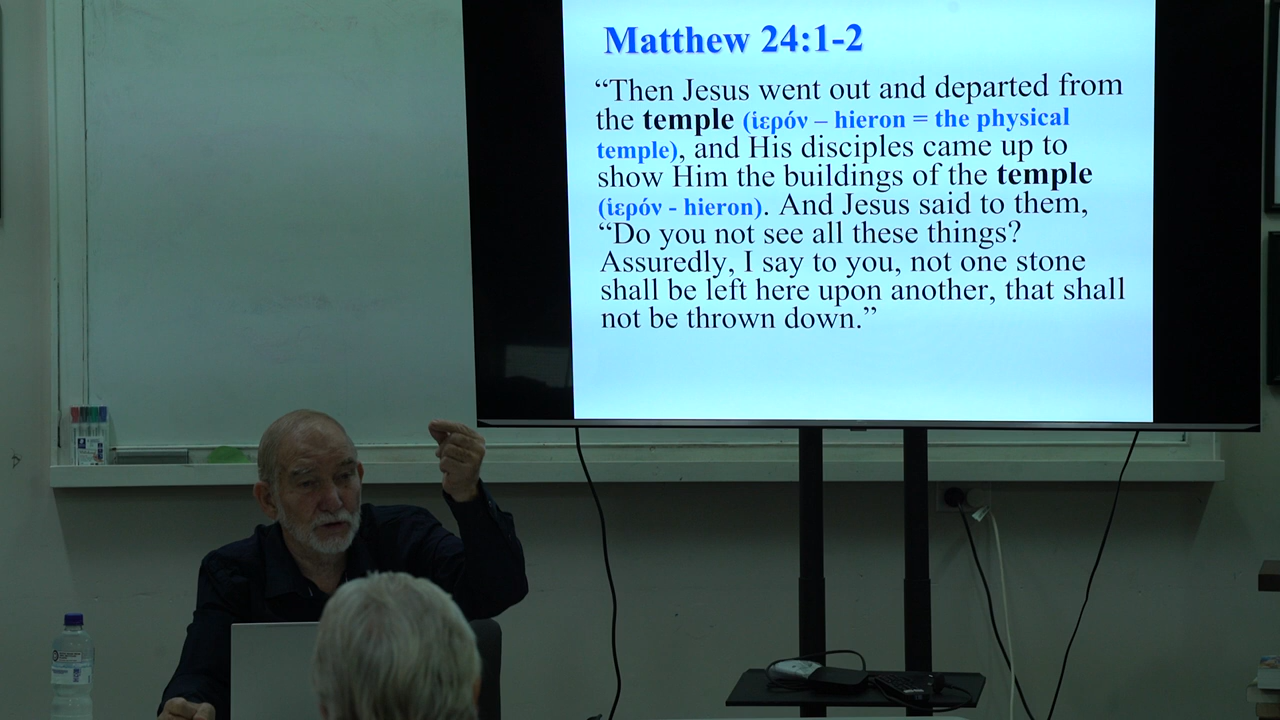 Matthew 24:1-2
“Then Jesus went out and departed from
the temple (ἱερόν – hieron = the physical
temple), and His disciples came up to
show Him the buildings of the temple
(ἱερόν - hieron). And Jesus said to them,
“Do you not see all these things?
Assuredly, I say to you, not one stone
shall be left here upon another, that shall
not be thrown down.”